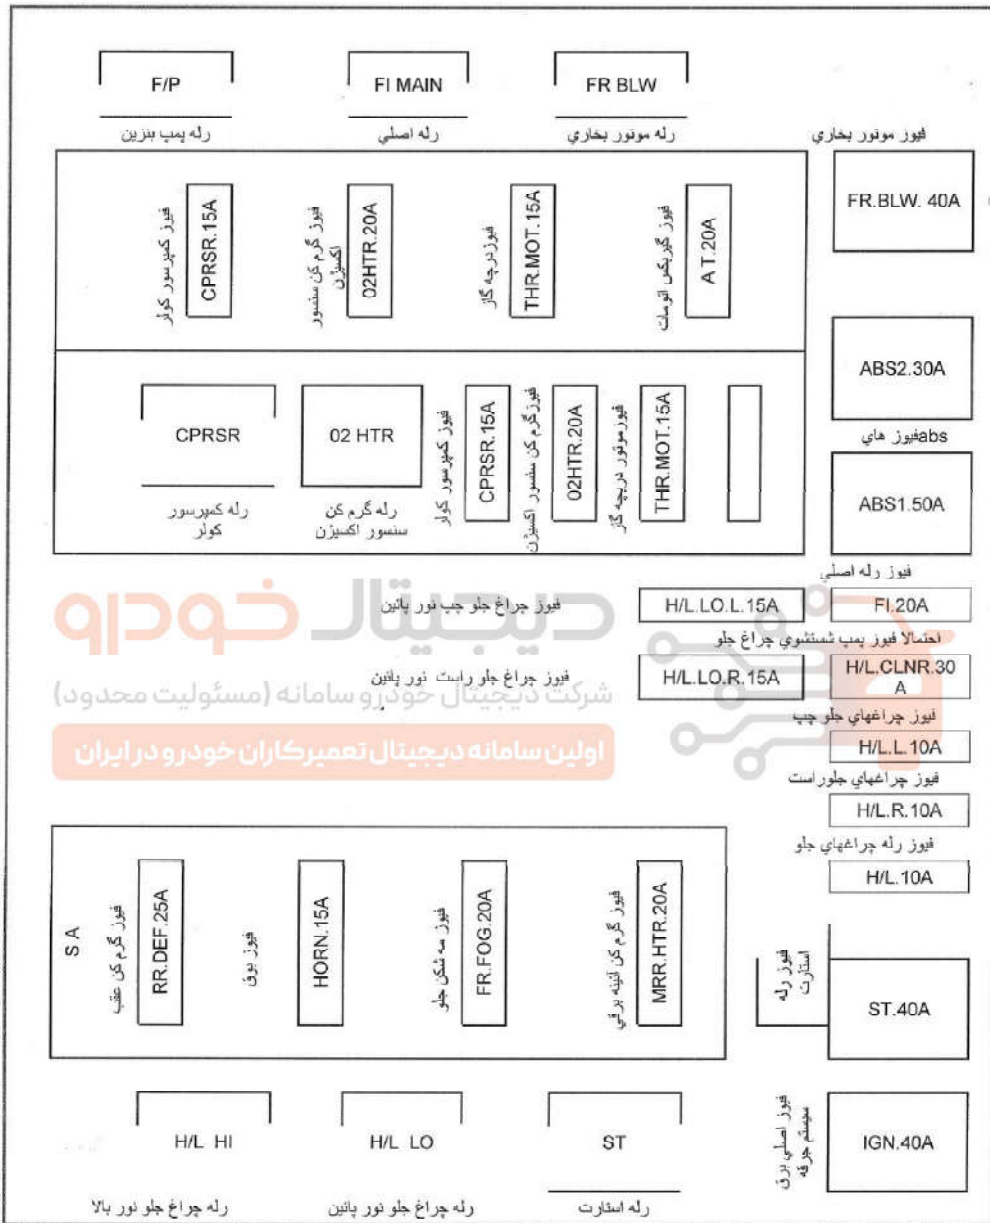 F/P
رله پمپ بنزین
FI MAIN
رله اصلي
FR BLW
رله موتور بخاري
فیوز موتور بخاري
FR.BLW. 40A
فیوز کمپرسور کولر
CPRSR.15A
فیوز گرم کن سنسور
اکسیژن
02HTR.20A
فیوزدرچه گاز
THR.MOT.15A
فیوز گیربکس اتومات
A T.20A
ABS2.30A
فیوز هاي abs
ABS1.50A
CPRSR
رله کمپرسور
کولر
02 HTR
رله گرم کن
سنسور اکسیژن
فیوز کمپرسور کولر
CPRSR.15A
فیوزگرم کن سنسور اکسیژن
02HTR.20A
فیوزموتور دریچه گاز
THR.MOT.15A
فیوز رله اصلي
FI.20A
فیوز چراغ جلو چپ نور پائین
H/L.LO.L.15A
احتمالا فیوز پمپ شستشوي چراغ جلو
H/L.CLNR.30
A
فیوز چراغ جلو راست نور پائین
H/L.LO.R.15A
دیجیتال خودرو
شرکت دیجیتال خودرو سامانه (مسئولیت محدود)
اولین سامانه دیجیتال تعمیرکاران خودرو در ایران
فیوز چراغهاي جلو چپ
H/L.L.10A
فیوز چراغهاي جلوراست
H/L.R.10A
فیوز رله چراغهاي جلو
H/L.10A
S A
فیوز گرم کن عقب
RR.DEF.25A
فیوز بوق
HORN.15A
فیوز مه شکن جلو
FR.FOG.20A
فیوز گرم کن ائینه برقي
MRR.HTR.20A
فیوز رله
استارت
ST.40A
H/L HI
رله چراغ جلو نور بالا
H/L LO
رله چراغ جلو نور پائین
ST
رله استارت
فیوز اصلي برق
سیستم جرقه
IGN.40A